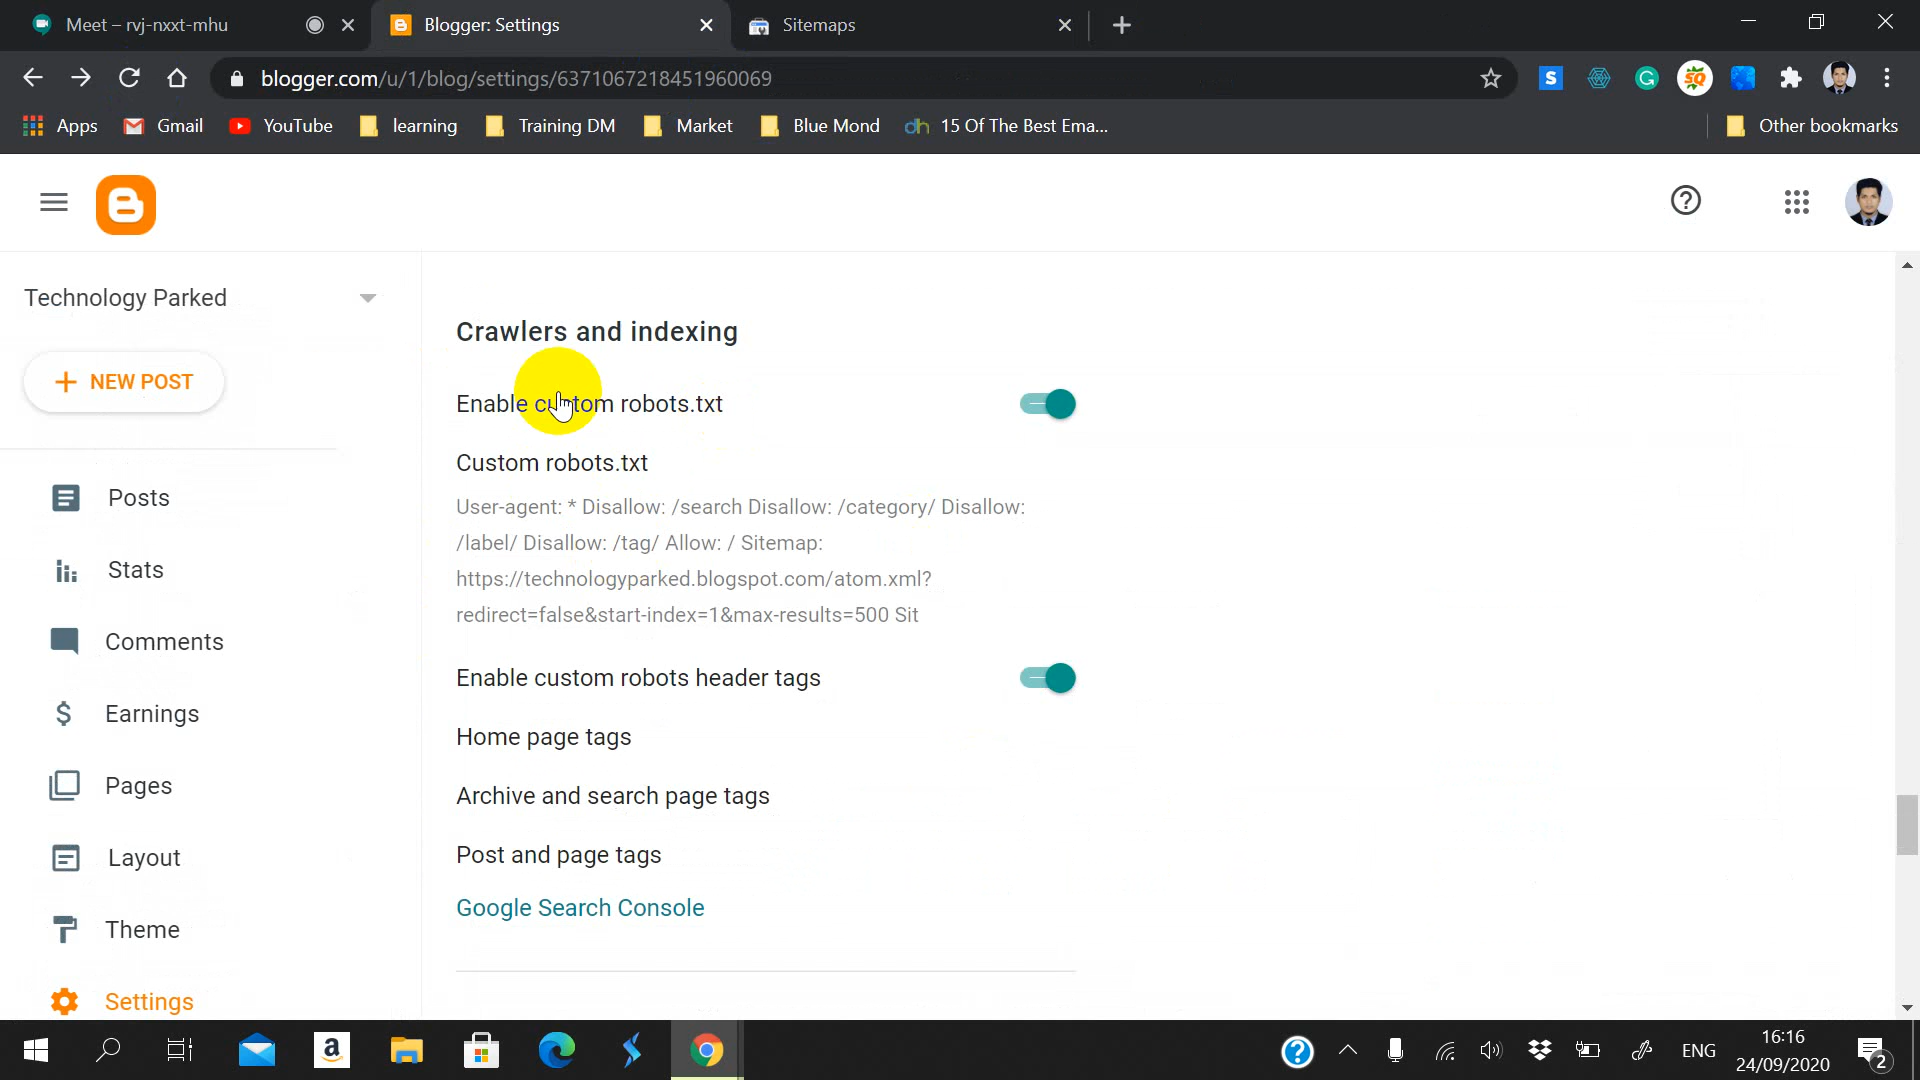 Meet – rvj-nxxt-mhu
Blogger: Settings
Sitemaps
blogger.com/u/1/blog/settings/6371067218451960069
Apps
Gmail
YouTube
learning
Training DM
Market
Blue Mond
15 Of The Best Ema...
Other bookmarks
Technology Parked
NEW POST
Posts
Stats
Comments
Earnings
Pages
Layout
Theme
Settings
Crawlers and indexing
Enable custom robots.txt
Custom robots.txt
User-agent: * Disallow: /search Disallow: /category/ Disallow:
/label/ Disallow: /tag/ Allow: / Sitemap:
https://technologyparked.blogspot.com/atom.xml?
redirect=false&start-index=1&max-results=500 Sit
Enable custom robots header tags
Home page tags
Archive and search page tags
Post and page tags
Google Search Console
ENG
16:16
24/09/2020
2